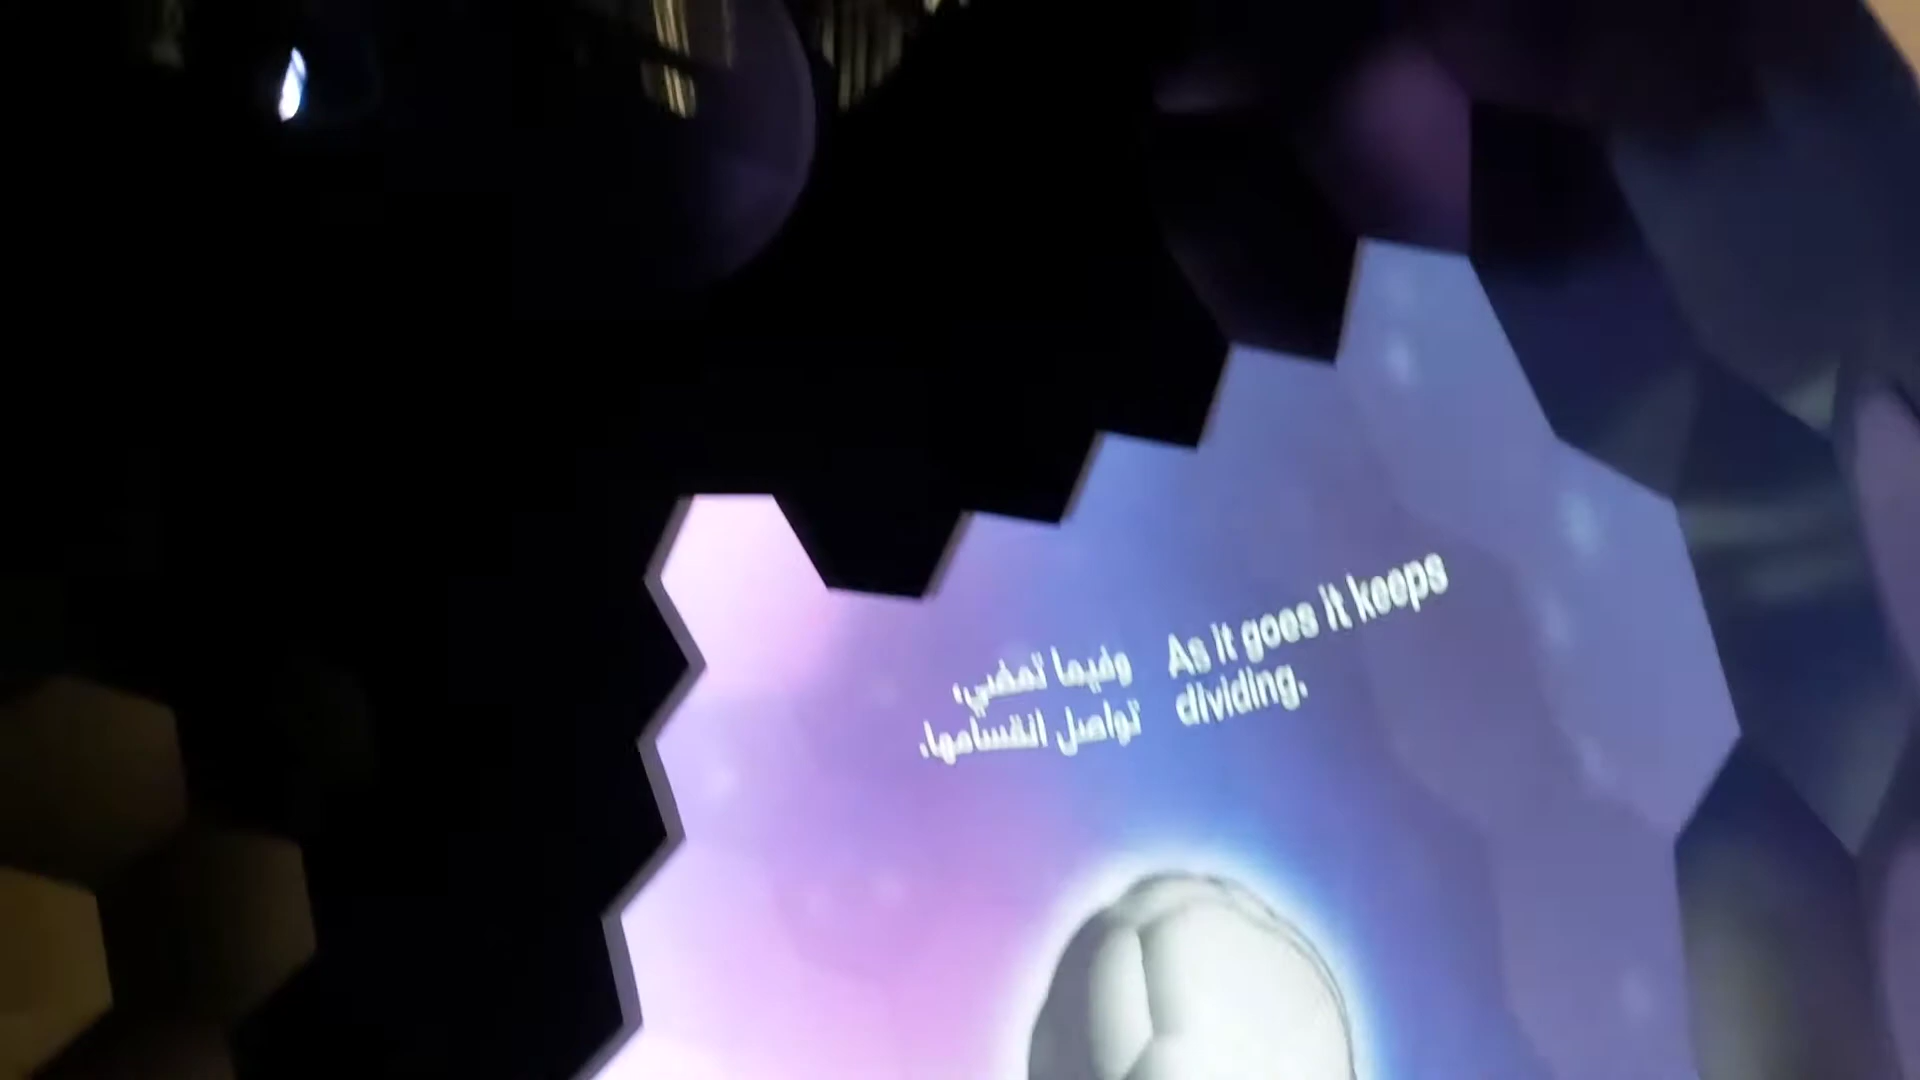 وفيما تمضي،
تواصل انقسامها.
As it goes it keeps
dividing.